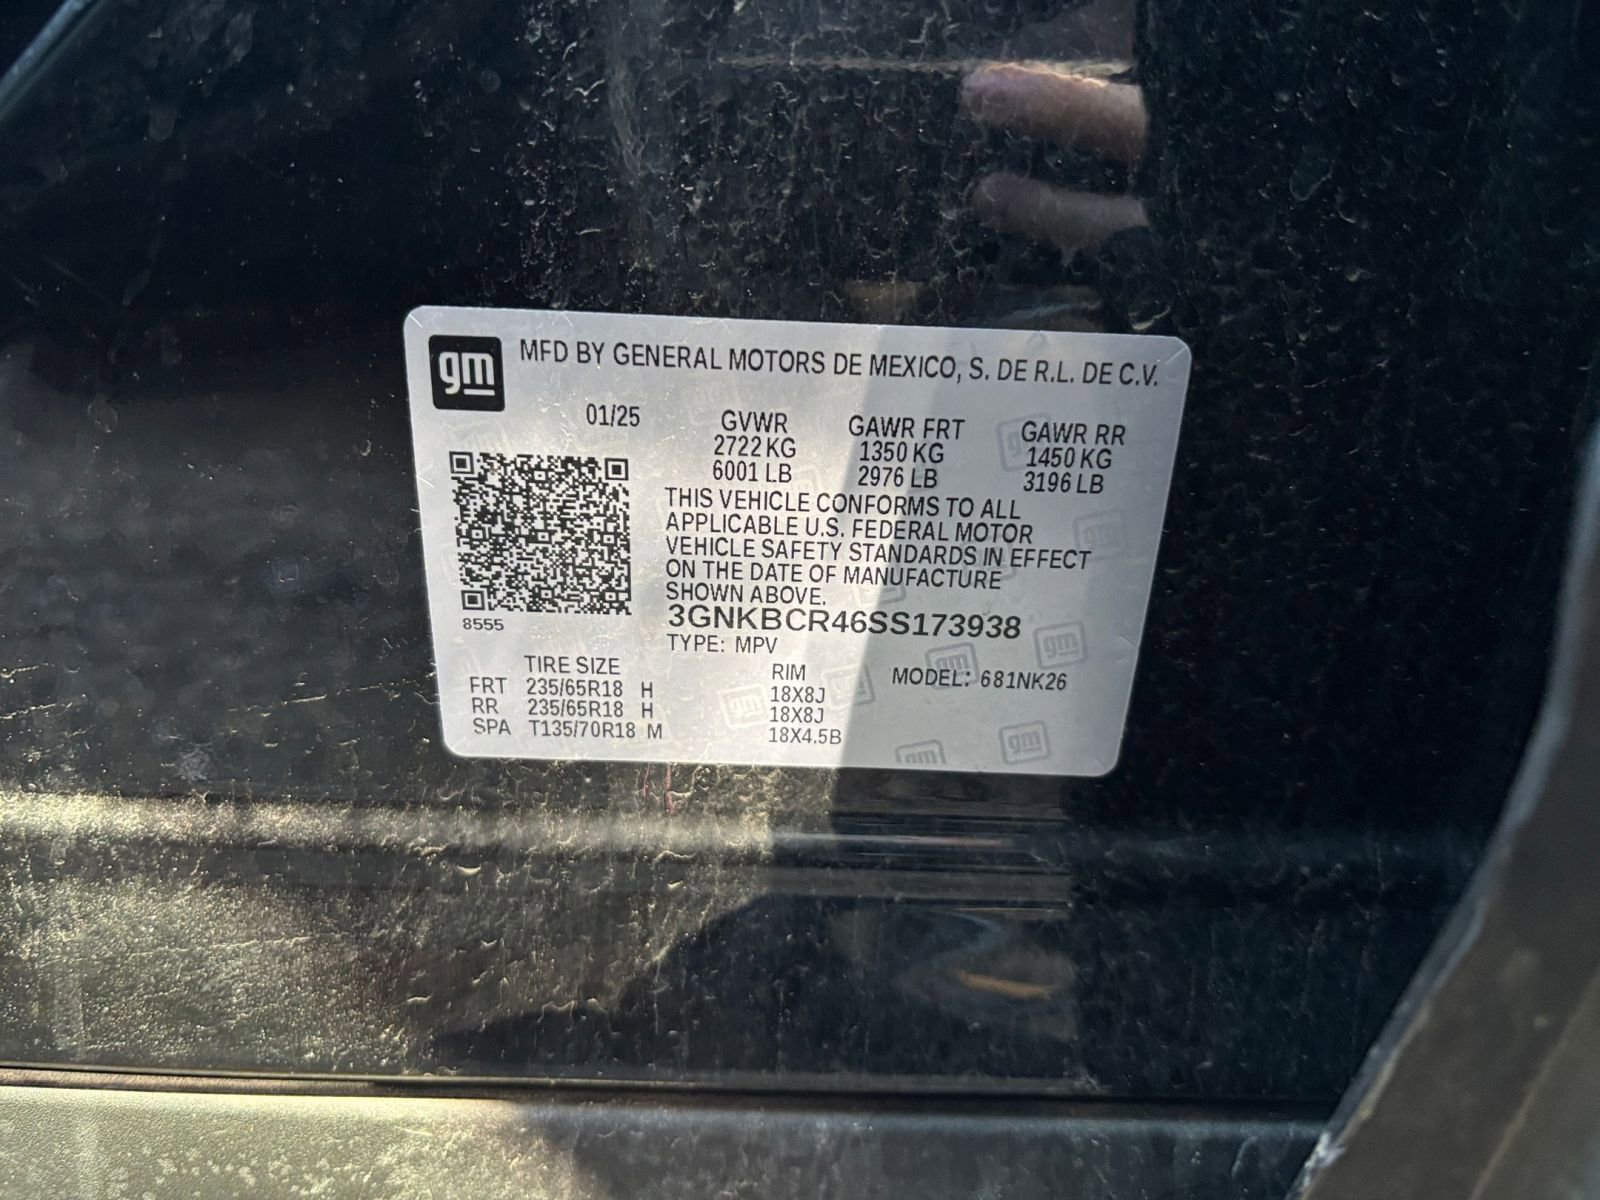 gm MFD BY GENERAL MOTORS DE MEXICO, S. DE R.L. DE C.V.
01/25 GVWR GAWR FRT GAWR RR
2722 KG 1350 KG 1450 KG
6001 LB 2976 LB 3196 LB
THIS VEHICLE CONFORMS TO ALL
APPLICABLE U.S. FEDERAL MOTOR
VEHICLE SAFETY STANDARDS IN EFFECT
ON THE DATE OF MANUFACTURE
SHOWN ABOVE.
3GNKBCR46SS173938
8555
TYPE: MPV
TIRE SIZE RIM MODEL: 681NK26
FRT 235/65R18 H 18X8J
RR 235/65R18 H 18X8J
SPA T135/70R18 M 18X4.5B